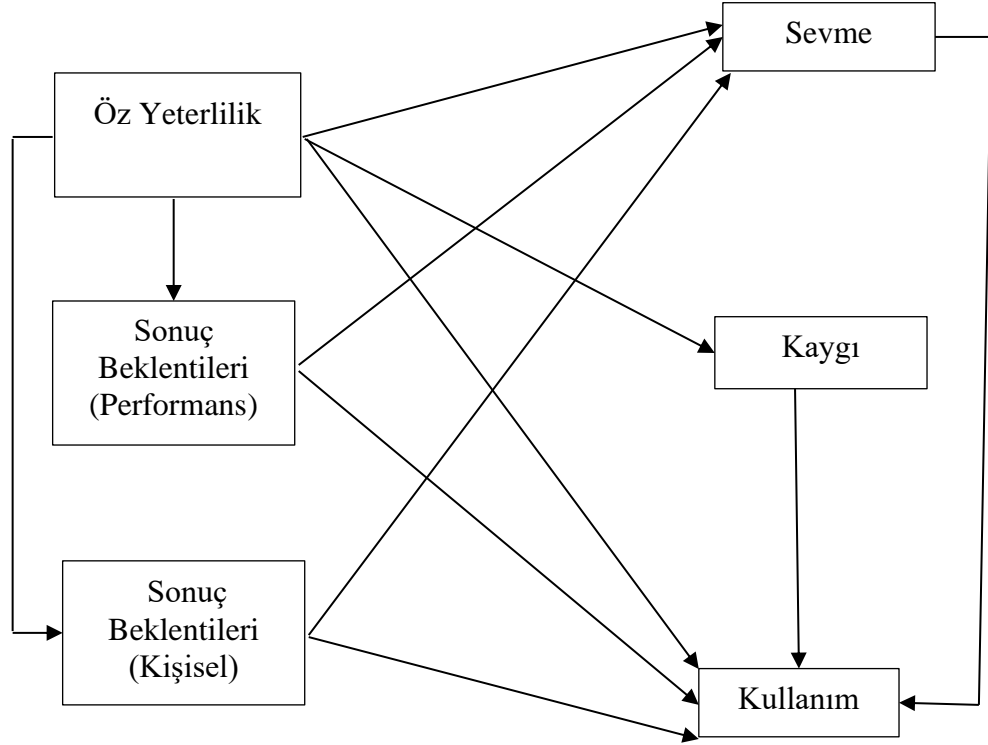 Sevme
Öz Yeterlilik
Sonuç
Beklentileri
(Performans)
Kaygı
Sonuç
Beklentileri
(Kişisel)
Kullanım